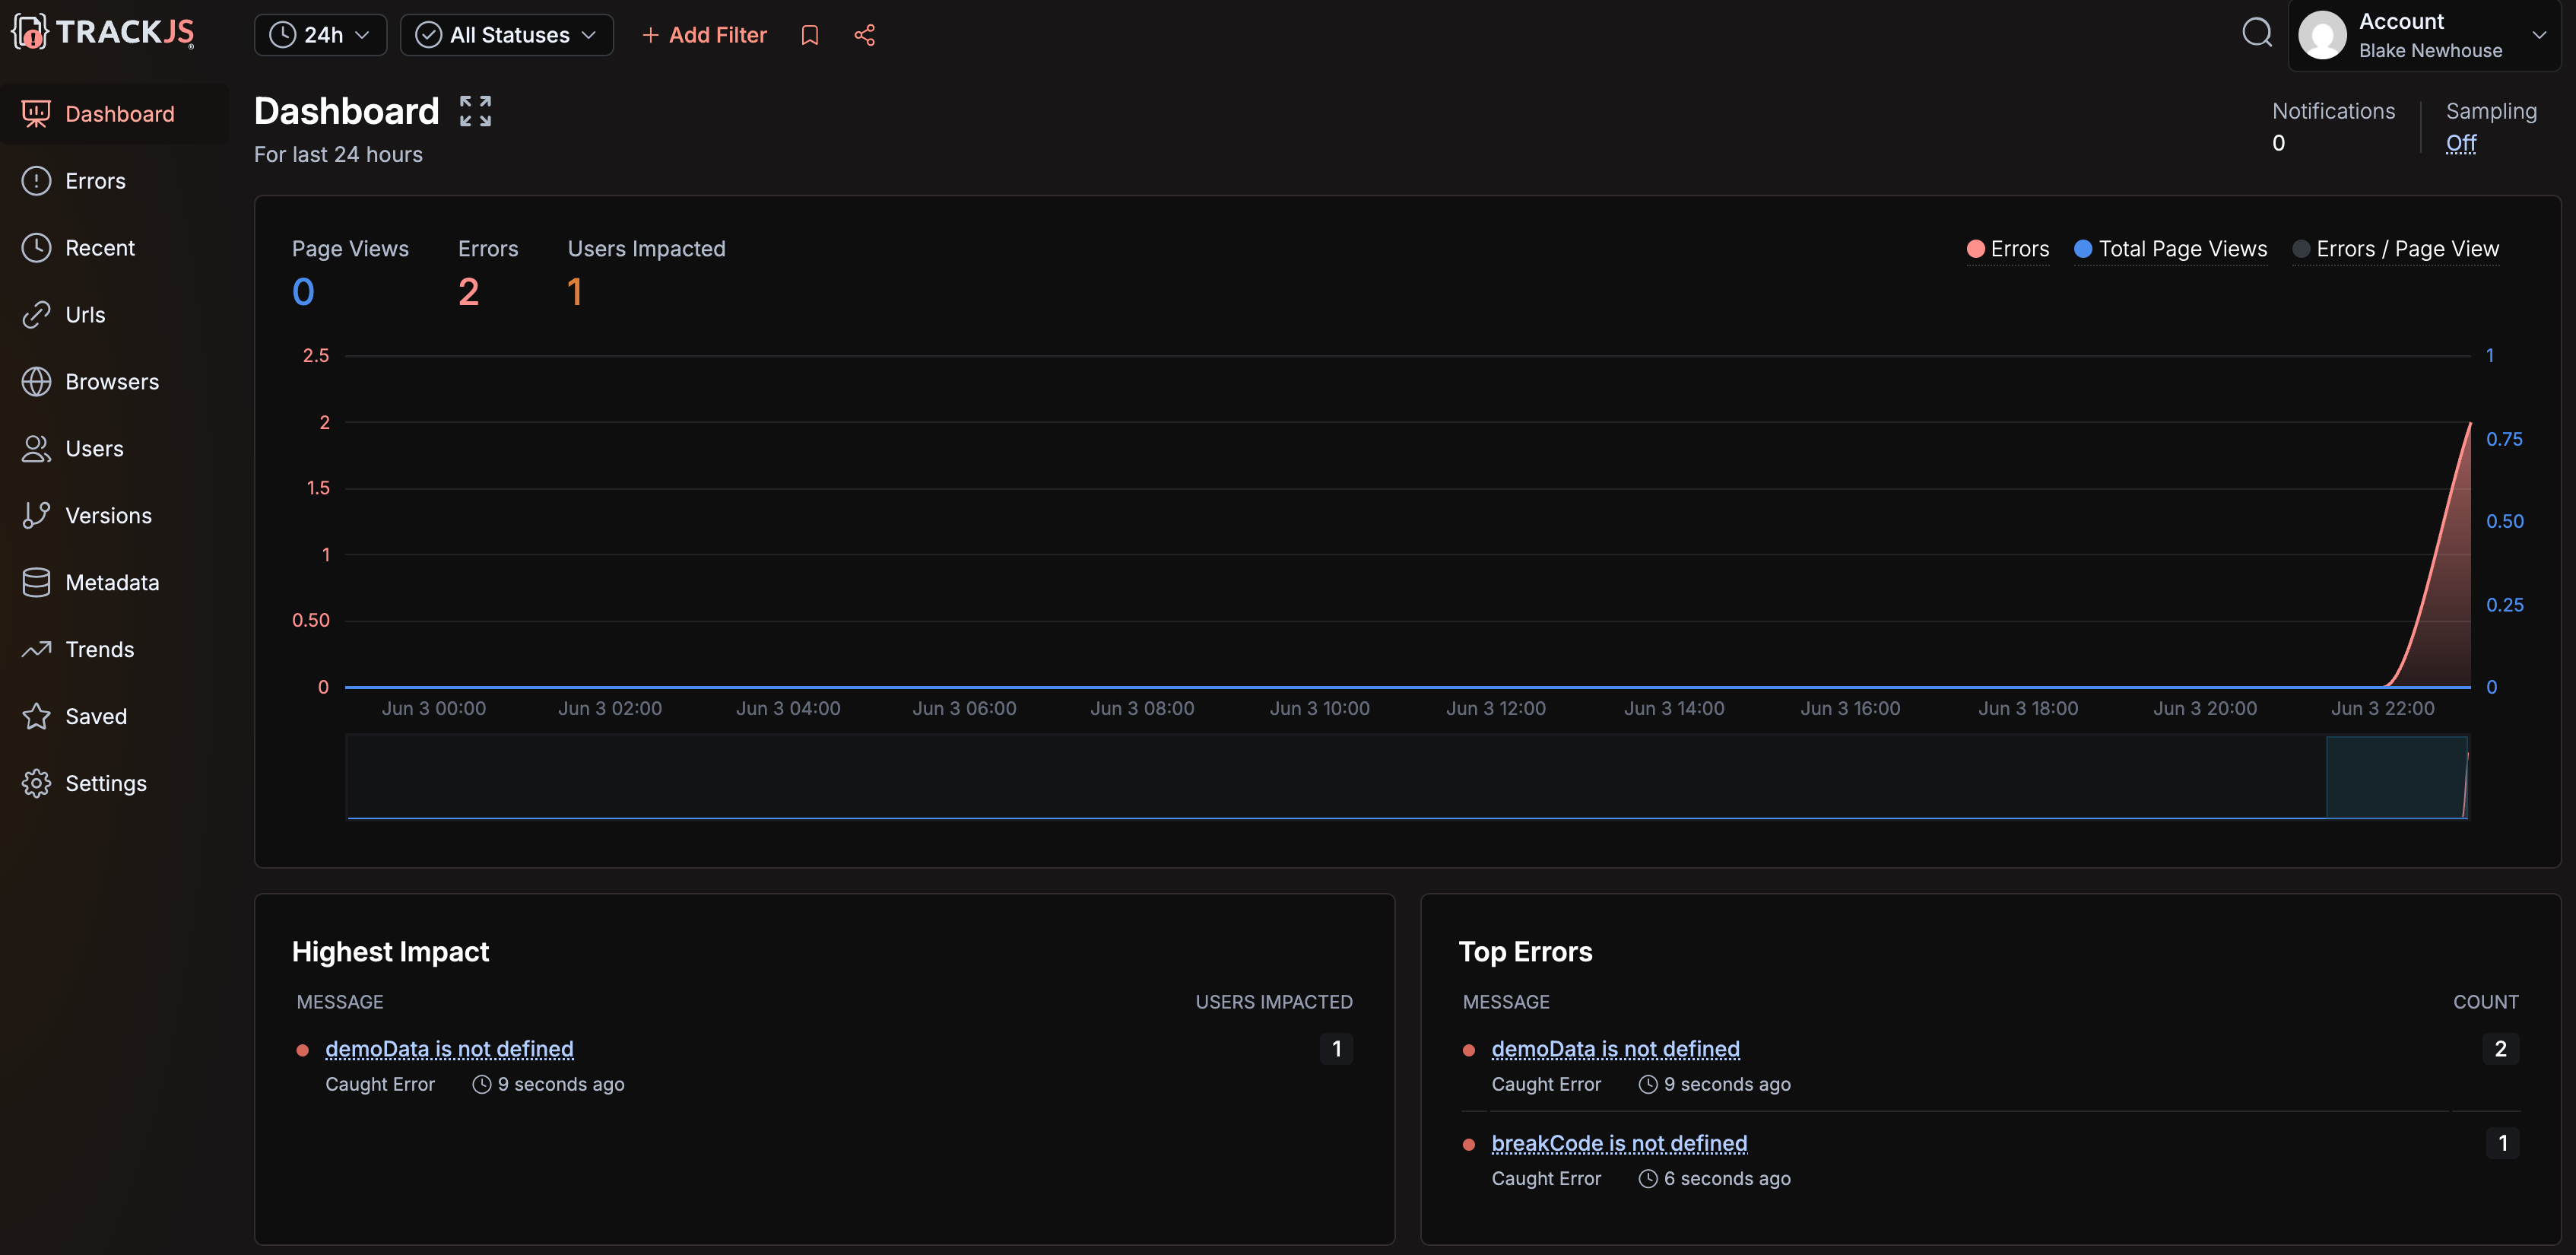 TRACKJS
24h
All Statuses
+ Add Filter
Account
Blake Newhouse
Dashboard
Errors
Recent
Urls
Browsers
Users
Versions
Metadata
Trends
Saved
Settings
Dashboard
For last 24 hours
Notifications
0
Sampling
Off
Page Views
0
Errors
2
Users Impacted
1
Errors
Total Page Views
Errors / Page View
2.5
2
1.5
1
0.50
0
1
0.75
0.50
0.25
0
Jun 3 00:00
Jun 3 02:00
Jun 3 04:00
Jun 3 06:00
Jun 3 08:00
Jun 3 10:00
Jun 3 12:00
Jun 3 14:00
Jun 3 16:00
Jun 3 18:00
Jun 3 20:00
Jun 3 22:00
Highest Impact
MESSAGE
USERS IMPACTED
demoData is not defined
1
Caught Error
9 seconds ago
Top Errors
MESSAGE
COUNT
demoData is not defined
2
Caught Error
9 seconds ago
breakCode is not defined
1
Caught Error
6 seconds ago